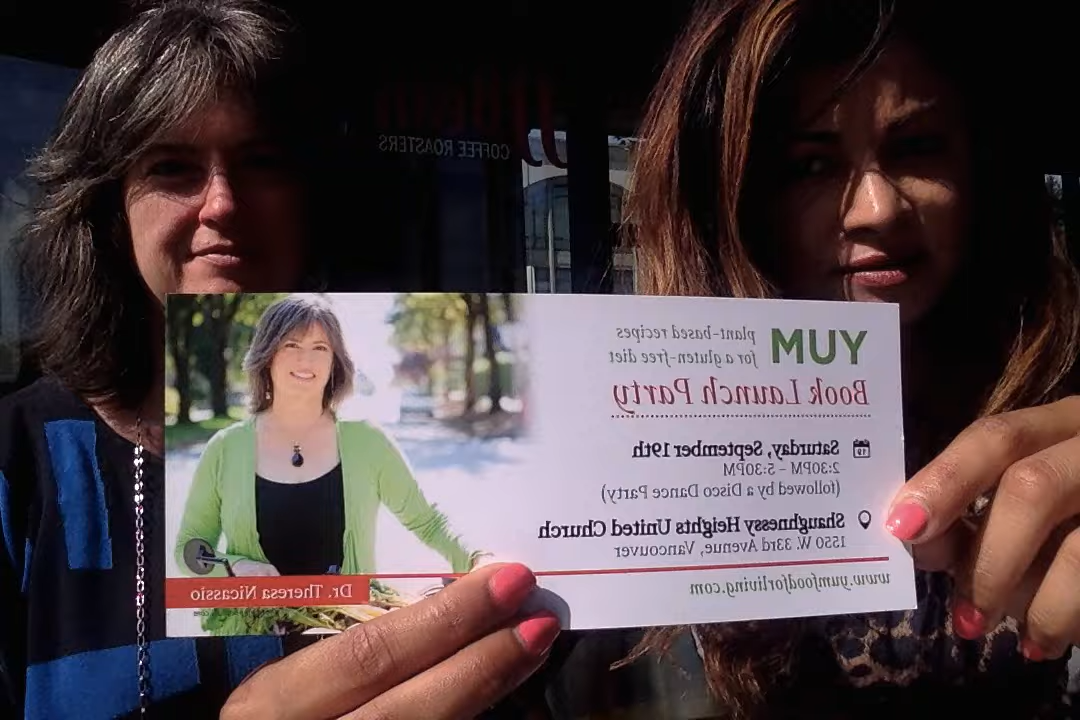 COFFEE ROASTERS
YUM
plant-based recipes
for a gluten-free diet
Book Launch Party
Saturday, September 19th
2:30PM – 5:30PM
(followed by a Disco Dance Party)
Shaughnessy Heights United Church
1550 W. 33rd Avenue, Vancouver
www.yumfoodforliving.com
Dr. Theresa Nicassio